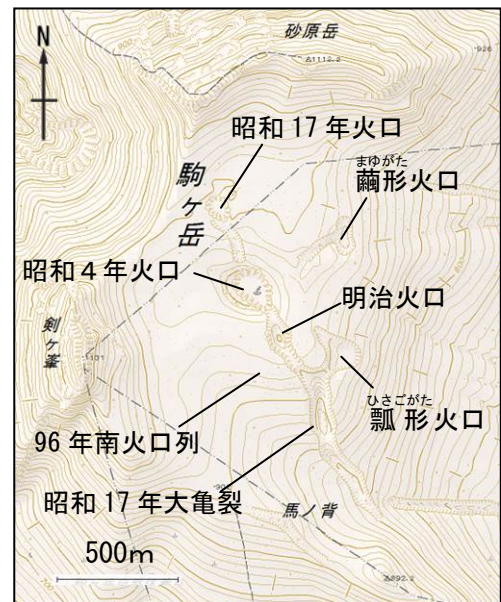 砂原岳
N
△1112.2
昭和17年火口
まゆがた
繭形火口
駒ヶ岳
昭和4年火口
明治火口
剣ヶ峯
ひさごがた
瓢形火口
96年南火口列
昭和17年大亀裂
馬ノ背
500m